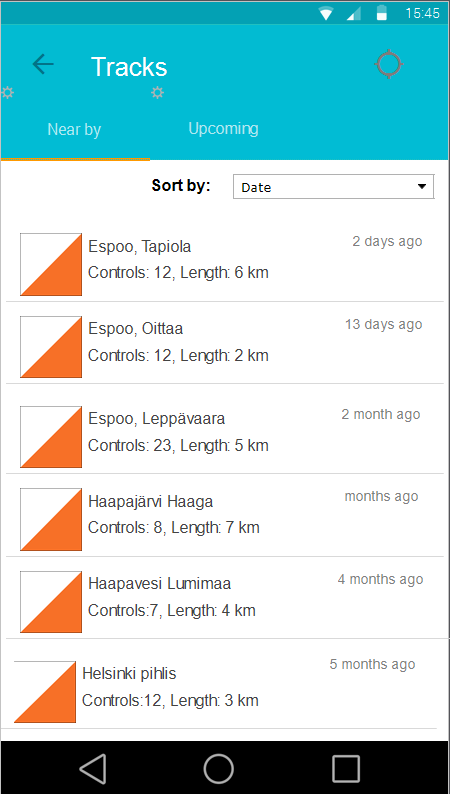 15:45
Tracks
Near by
Upcoming
Sort by:
Date
Espoo, Tapiola
2 days ago
Controls: 12, Length: 6 km
Espoo, Oittaa
13 days ago
Controls: 12, Length: 2 km
Espoo, Leppävaara
2 month ago
Controls: 23, Length: 5 km
Haapajärvi Haaga
months ago
Controls: 8, Length: 7 km
Haapavesi Lumimaa
4 months ago
Controls:7, Length: 4 km
Helsinki pihlis
5 months ago
Controls:12, Length: 3 km